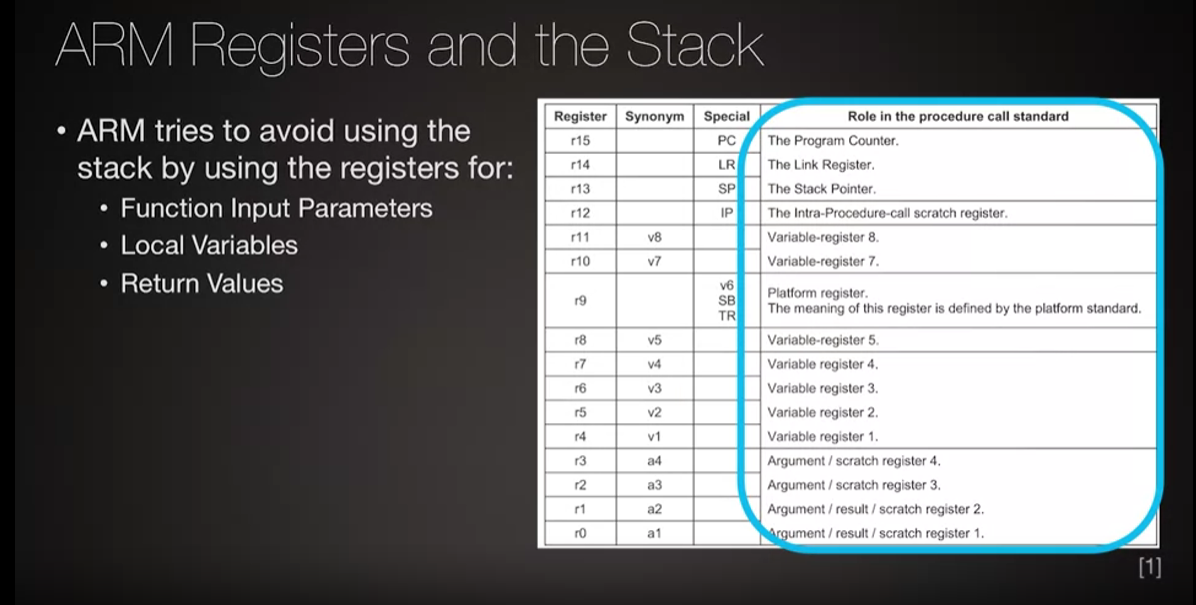 ARM Registers and the Stack
• ARM tries to avoid using the
stack by using the registers for:
• Function Input Parameters
• Local Variables
• Return Values
Register Synonym Special Role in the procedure call standard
r15 PC The Program Counter.
r14 LR The Link Register.
r13 SP The Stack Pointer.
r12 IP The Intra-Procedure-call scratch register.
r11 v8 Variable-register 8.
r10 v7 Variable-register 7.
r9 v6 SB TR Platform register.
The meaning of this register is defined by the platform standard.
r8 v5 Variable-register 5.
r7 v4 Variable register 4.
r6 v3 Variable register 3.
r5 v2 Variable register 2.
r4 v1 Variable register 1.
r3 a4 Argument / scratch register 4.
r2 a3 Argument / scratch register 3.
r1 a2 Argument / result / scratch register 2.
r0 a1 Argument / result / scratch register 1.
[1]